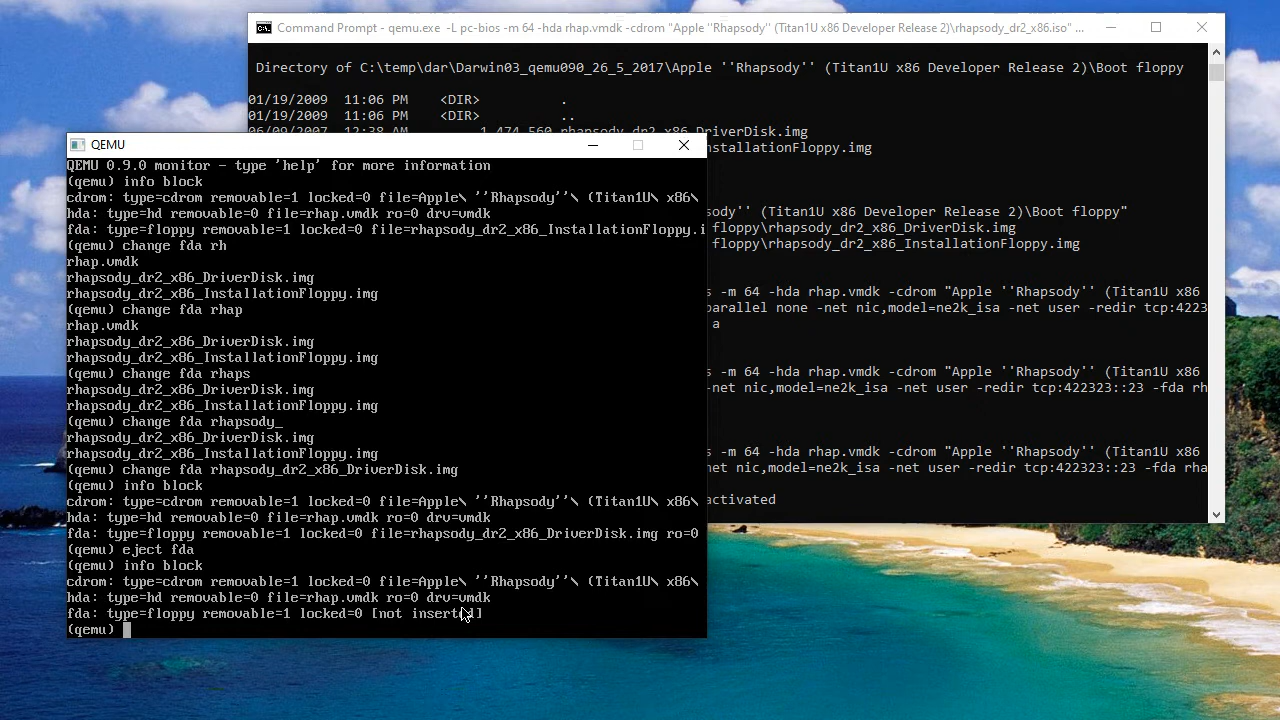 Command Prompt - qemu.exe -L pc-bios -m 64 -hda rhap.vmdk -cdrom "Apple ''Rhapsody'' (Titan1U x86 Developer Release 2)\rhapsody_dr2_x86.iso" ...
Directory of C:\temp\dar\Darwin03_qemu090_26_5_2017\Apple ''Rhapsody'' (Titan1U x86 Developer Release 2)\Boot floppy
01/19/2009 11:06 PM <DIR> .
01/19/2009 11:06 PM <DIR> ..
06/09/2007 12:38 AM 1,474,560 rhapsody_dr2_x86_DriverDisk.img
nstallationFloppy.img
sody'' (Titan1U x86 Developer Release 2)\Boot floppy"
floppy\rhapsody_dr2_x86_DriverDisk.img
floppy\rhapsody_dr2_x86_InstallationFloppy.img
s -m 64 -hda rhap.vmdk -cdrom "Apple ''Rhapsody'' (Titan1U x86
parallel none -net nic,model=ne2k_isa -net user -redir tcp:4223
a
s -m 64 -hda rhap.vmdk -cdrom "Apple ''Rhapsody'' (Titan1U x86
-net nic,model=ne2k_isa -net user -redir tcp:422323::23 -fda rh
s -m 64 -hda rhap.vmdk -cdrom "Apple ''Rhapsody'' (Titan1U x86
net nic,model=ne2k_isa -net user -redir tcp:422323::23 -fda rha
activated
QEMU
QEMU 0.9.0 monitor - type 'help' for more information
(qemu) info block
cdrom: type=cdrom removable=1 locked=0 file=Apple\ ''Rhapsody''\ (Titan1U\ x86\
hda: type=hd removable=0 file=rhap.vmdk ro=0 drv=vmdk
fda: type=floppy removable=1 locked=0 file=rhapsody_dr2_x86_InstallationFloppy.i
(qemu) change fda rh
rhap.vmdk
rhapsody_dr2_x86_DriverDisk.img
rhapsody_dr2_x86_InstallationFloppy.img
(qemu) change fda rhap
rhap.vmdk
rhapsody_dr2_x86_DriverDisk.img
rhapsody_dr2_x86_InstallationFloppy.img
(qemu) change fda rhaps
rhapsody_dr2_x86_DriverDisk.img
rhapsody_dr2_x86_InstallationFloppy.img
(qemu) change fda rhapsody_
rhapsody_dr2_x86_DriverDisk.img
rhapsody_dr2_x86_InstallationFloppy.img
(qemu) change fda rhapsody_dr2_x86_DriverDisk.img
(qemu) info block
cdrom: type=cdrom removable=1 locked=0 file=Apple\ ''Rhapsody''\ (Titan1U\ x86\
hda: type=hd removable=0 file=rhap.vmdk ro=0 drv=vmdk
fda: type=floppy removable=1 locked=0 file=rhapsody_dr2_x86_DriverDisk.img ro=0
(qemu) eject fda
(qemu) info block
cdrom: type=cdrom removable=1 locked=0 file=Apple\ ''Rhapsody''\ (Titan1U\ x86\
hda: type=hd removable=0 file=rhap.vmdk ro=0 drv=vmdk
fda: type=floppy removable=1 locked=0 [not inserted]
(qemu)